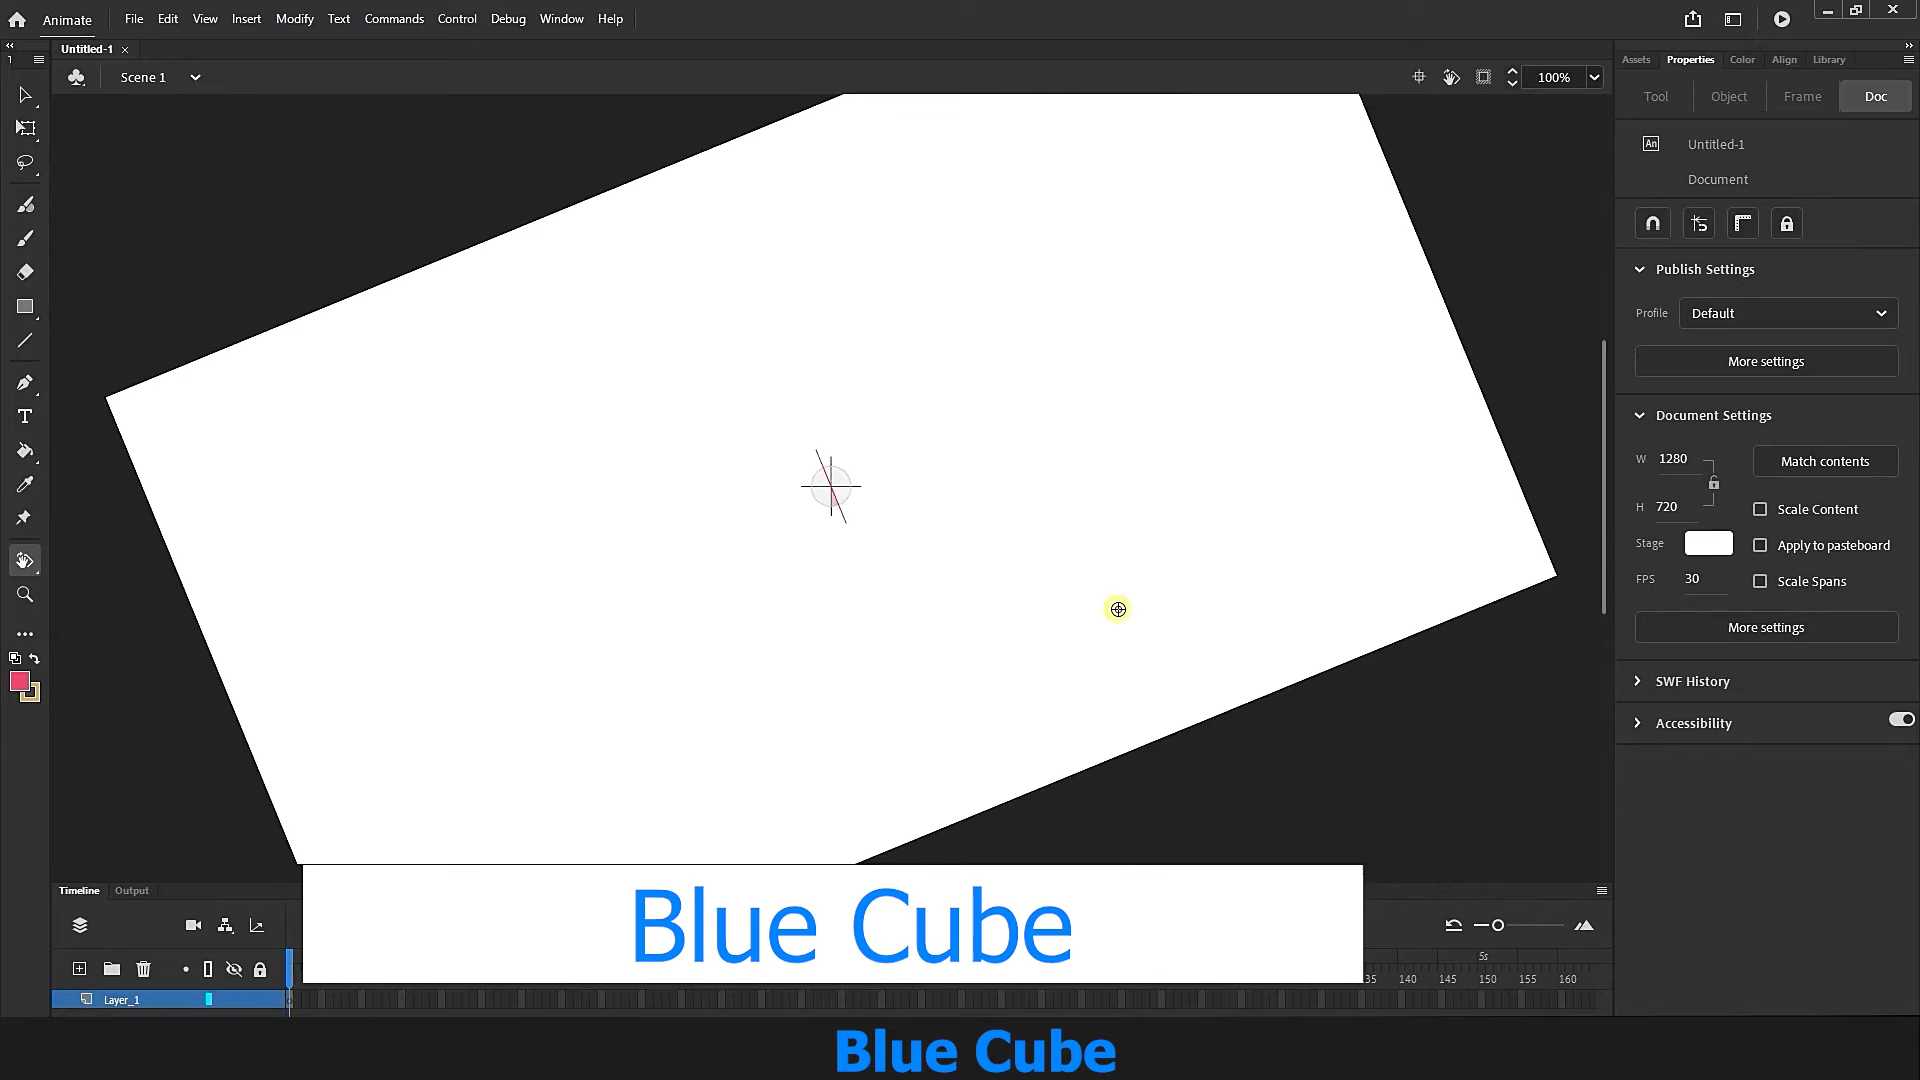 Animate File Edit View Insert Modify Text Commands Control Debug Window Help
Untitled-1
Scene 1
100%
Assets Properties Color Align Library
Tool Object Frame Doc
An Untitled-1
Document
Publish Settings
Profile Default
More settings
Document Settings
W 1280 Match contents
H 720 Scale Content
Stage Apply to pasteboard
FPS 30 Scale Spans
More settings
SWF History
Accessibility
Timeline Output
Blue Cube
5s
35 140 145 150 155 160
Layer_1
Blue Cube